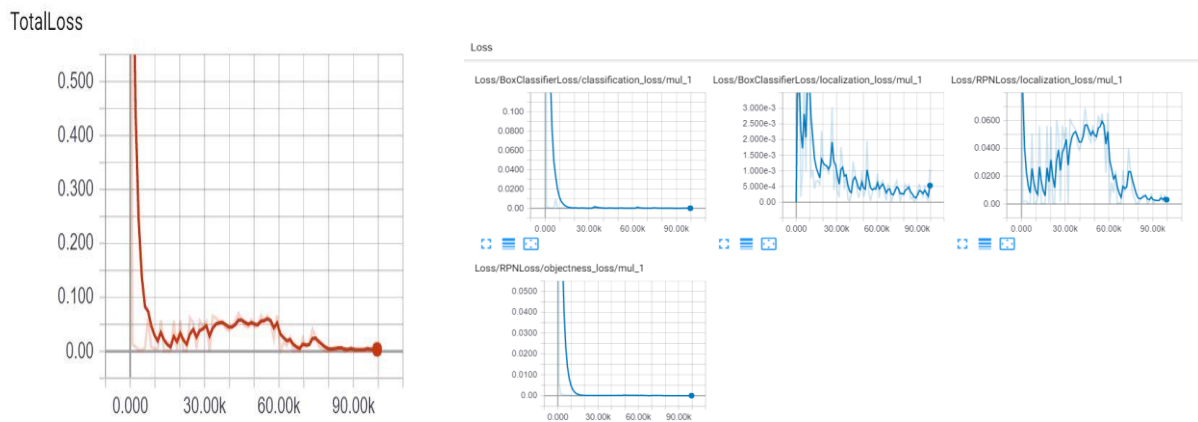 TotalLoss
0.500
0.400
0.300
0.200
0.100
0.00
0.000 30.00k 60.00k 90.00k
Loss
Loss/BoxClassifierLoss/classification_loss/mul_1
0.100
0.0800
0.0600
0.0400
0.0200
0.00
0.000 30.00k 60.00k 90.00k
Loss/BoxClassifierLoss/localization_loss/mul_1
3.000e-3
2.500e-3
2.000e-3
1.500e-3
1.000e-3
5.000e-4
0.00
0.000 30.00k 60.00k 90.00k
Loss/RPNLoss/localization_loss/mul_1
0.0600
0.0400
0.0200
0.00
0.000 30.00k 60.00k 90.00k
Loss/RPNLoss/objectness_loss/mul_1
0.0500
0.0400
0.0300
0.0200
0.0100
0.00
0.000 30.00k 60.00k 90.00k